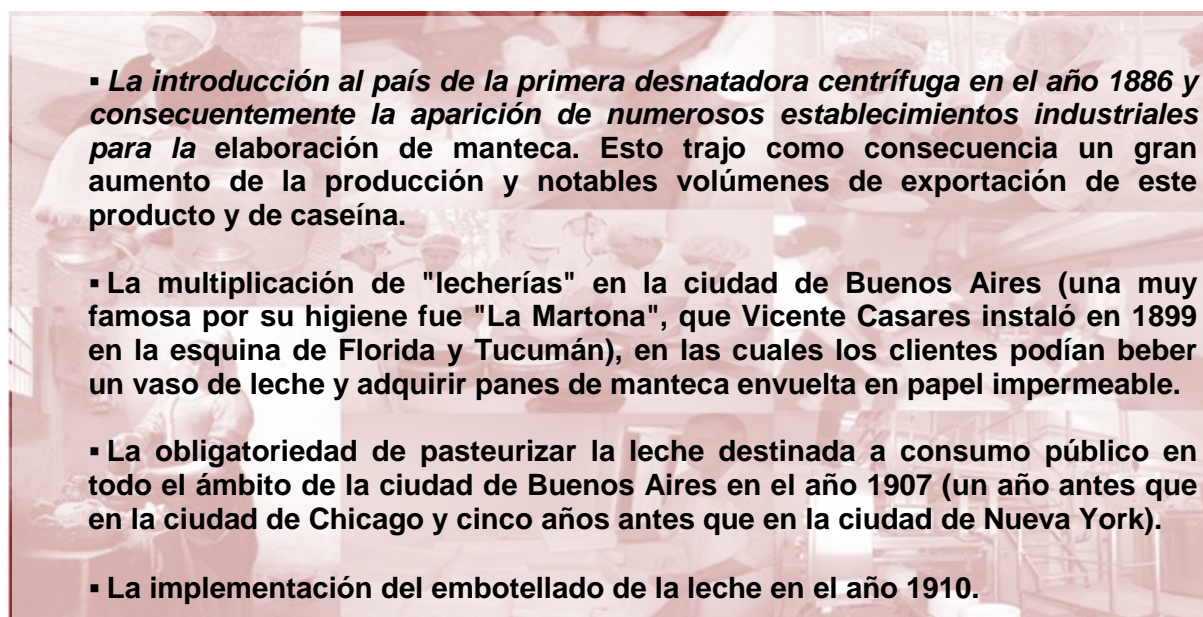 ▪ La introducción al país de la primera desnatadora centrífuga en el año 1886 y
consecuentemente la aparición de numerosos establecimientos industriales
para la elaboración de manteca. Esto trajo como consecuencia un gran
aumento de la producción y notables volúmenes de exportación de este
producto y de caseína.
▪ La multiplicación de "lecherías" en la ciudad de Buenos Aires (una muy
famosa por su higiene fue "La Martona", que Vicente Casares instaló en 1899
en la esquina de Florida y Tucumán), en las cuales los clientes podían beber
un vaso de leche y adquirir panes de manteca envuelta en papel impermeable.
▪ La obligatoriedad de pasteurizar la leche destinada a consumo público en
todo el ámbito de la ciudad de Buenos Aires en el año 1907 (un año antes que
en la ciudad de Chicago y cinco años antes que en la ciudad de Nueva York).
▪ La implementación del embotellado de la leche en el año 1910.